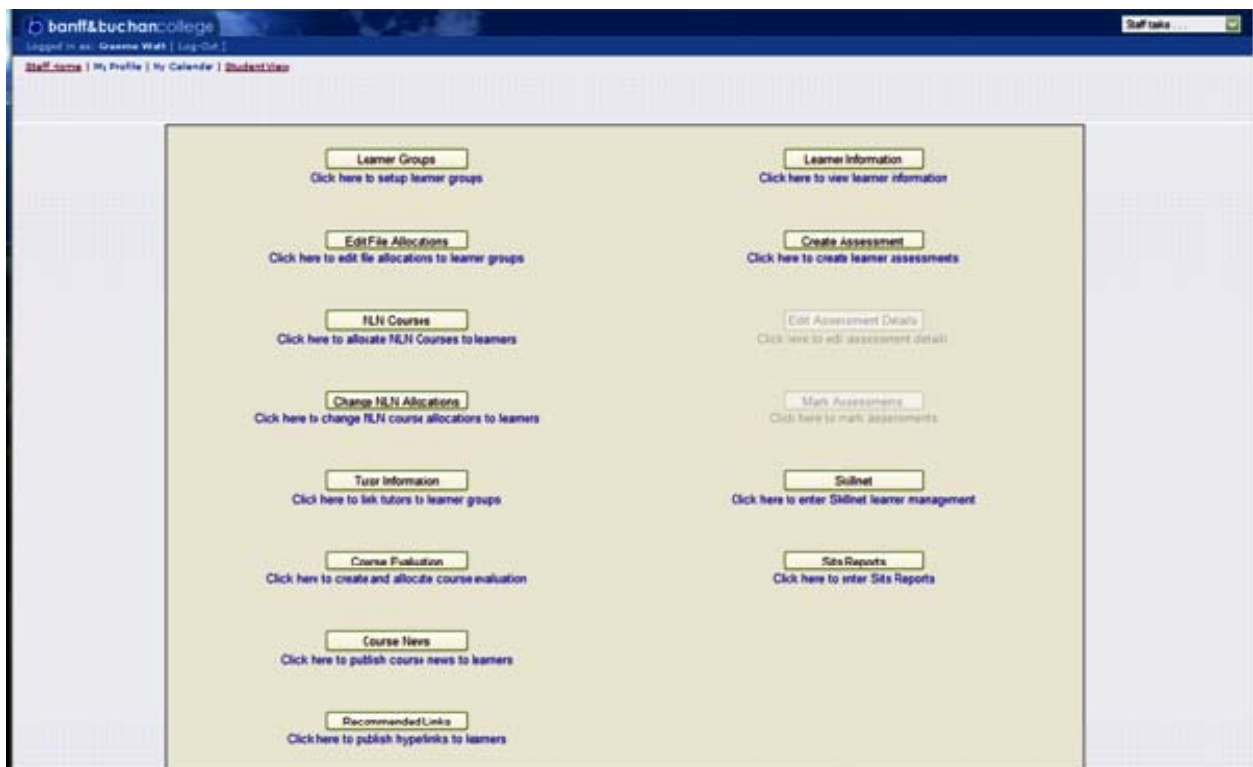 banff&buchancollege
Staff tasks . . .
Logged in as: Graeme Watt | Log-Out |
Staff Home | My Profile | My Calendar | Student View
Learner Groups
Click here to setup learner groups
Edit File Allocations
Click here to edit file allocations to learner groups
NLN Courses
Click here to allocate NLN Courses to learners
Change NLN Allocations
Click here to change NLN course allocations to learners
Tutor Information
Click here to link tutors to learner groups
Course Evaluation
Click here to create and allocate course evaluation
Course News
Click here to publish course news to learners
Recommended Links
Click here to publish hypelinks to learners
Learner Information
Click here to view learner information
Create Assessment
Click here to create learner assessments
Edit Assessment Details
Click here to edit assessment details
Mark Assessments
Click here to mark assessments
Skillnet
Click here to enter Skillnet learner management
Sits Reports
Click here to enter Sits Reports